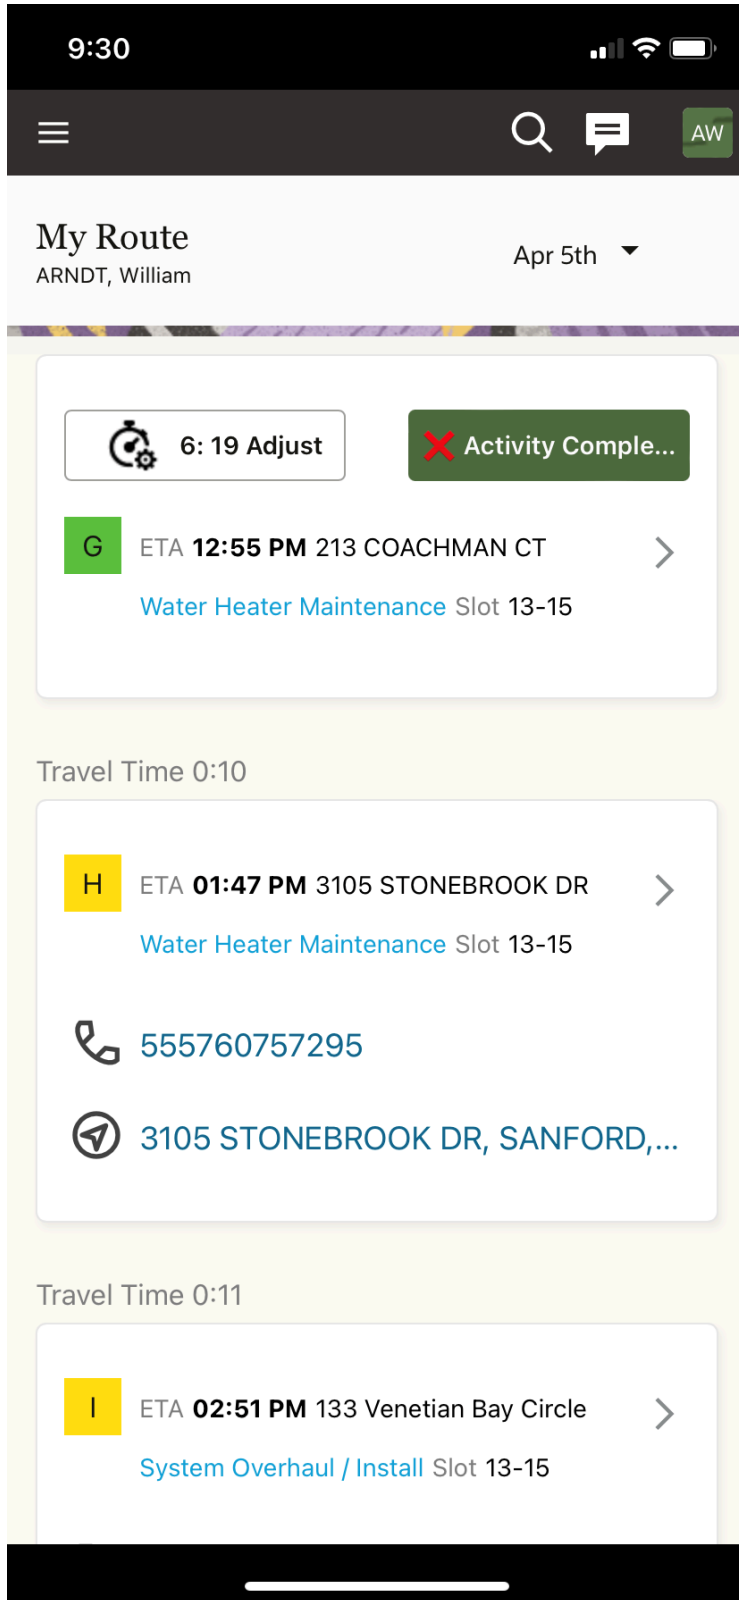 9:30
AW
My Route
ARNDT, William
Apr 5th
6: 19 Adjust
Activity Comple...
G
ETA 12:55 PM 213 COACHMAN CT
Water Heater Maintenance Slot 13-15
Travel Time 0:10
H
ETA 01:47 PM 3105 STONEBROOK DR
Water Heater Maintenance Slot 13-15
555760757295
3105 STONEBROOK DR, SANFORD,...
Travel Time 0:11
I
ETA 02:51 PM 133 Venetian Bay Circle
System Overhaul / Install Slot 13-15